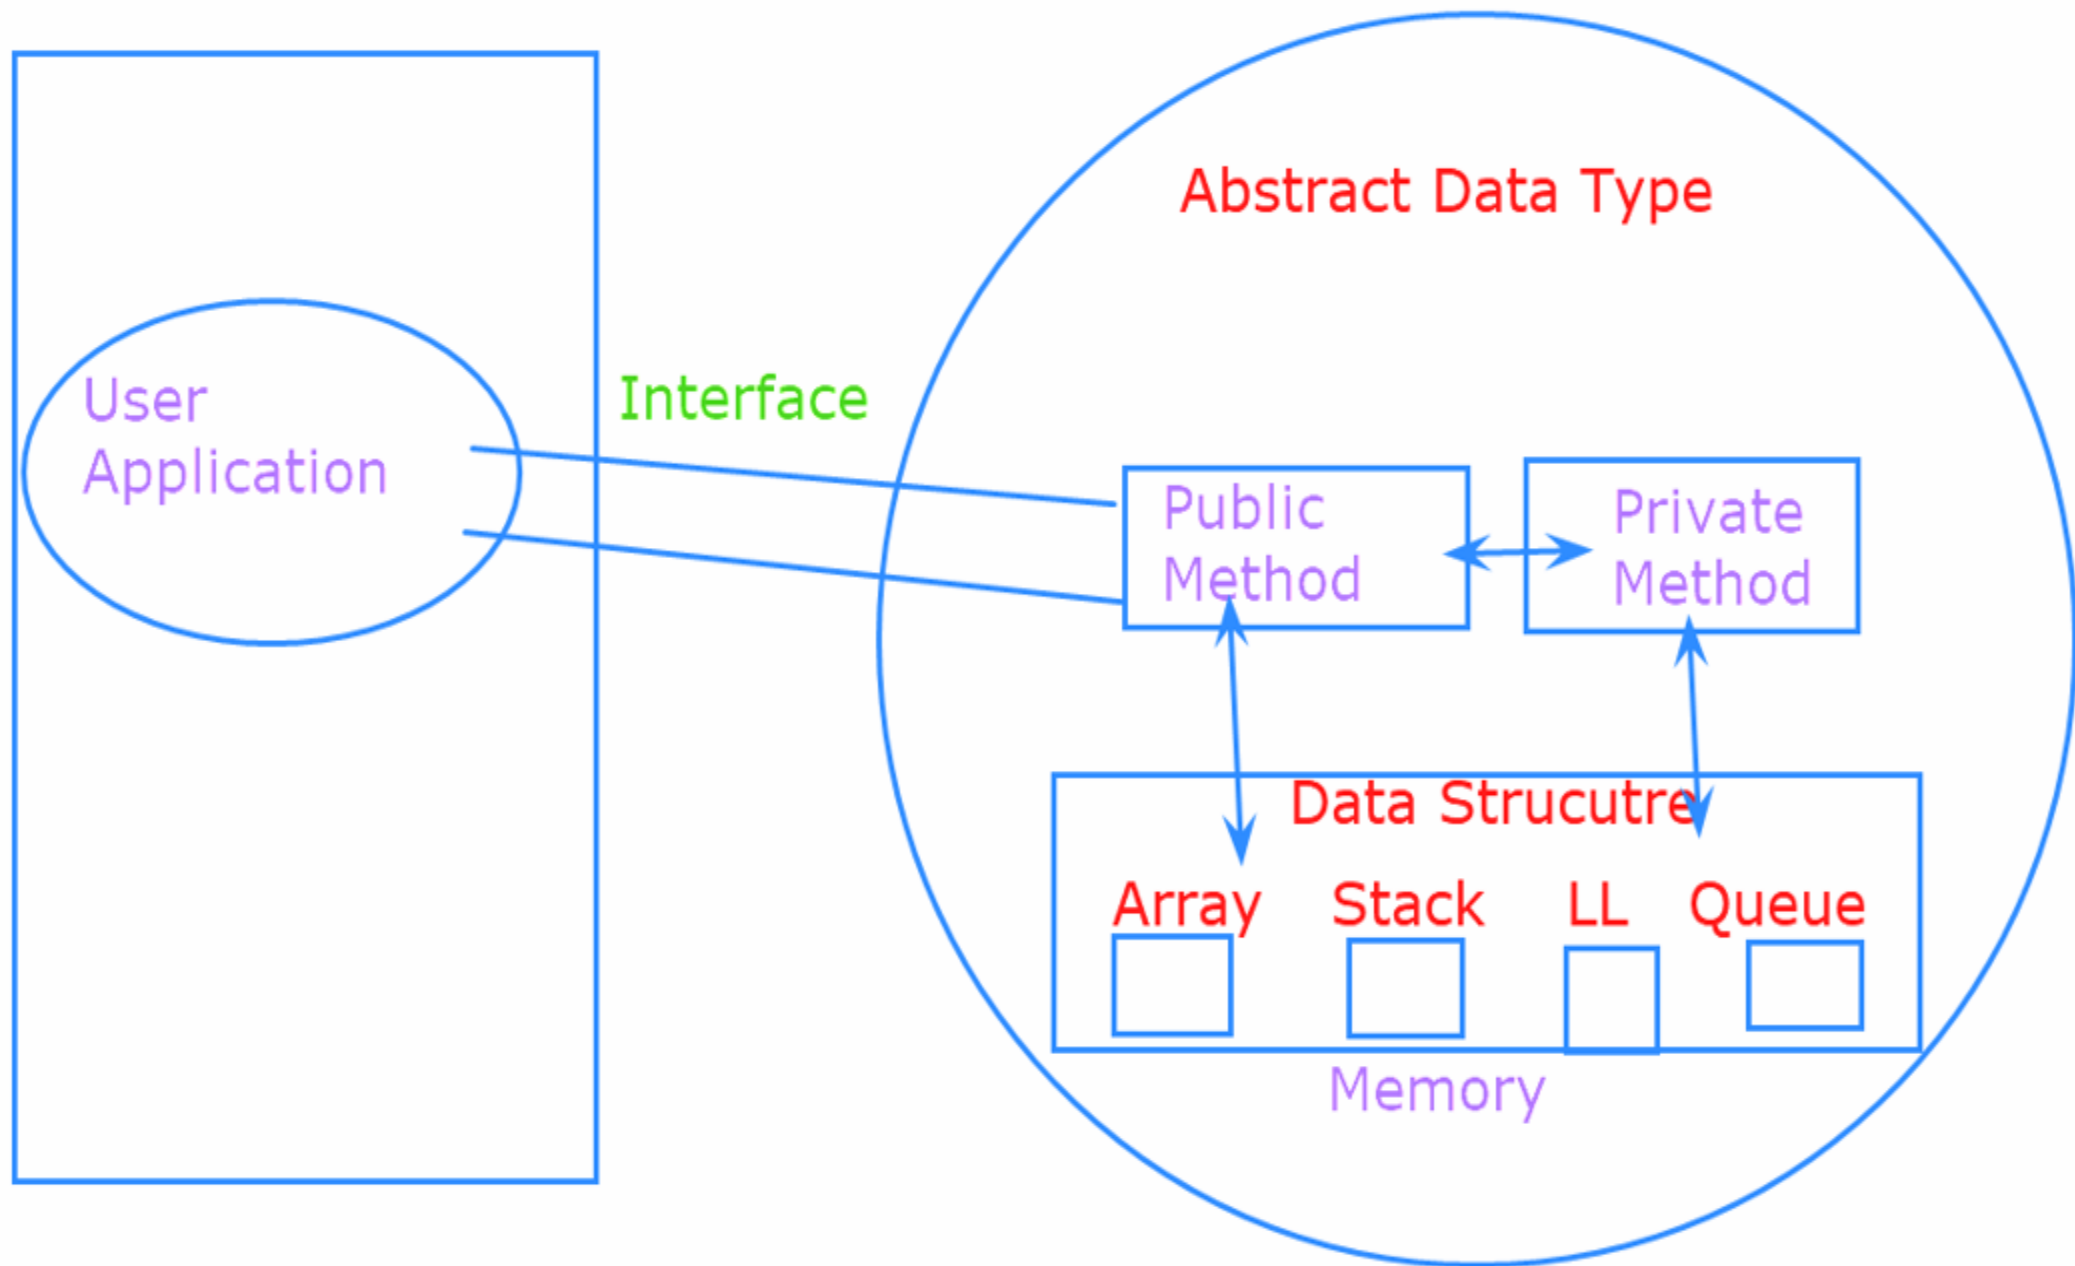 Abstract Data Type
User
Application
Interface
Public
Method
Private
Method
Data Strucutre
Array Stack LL Queue
Memory